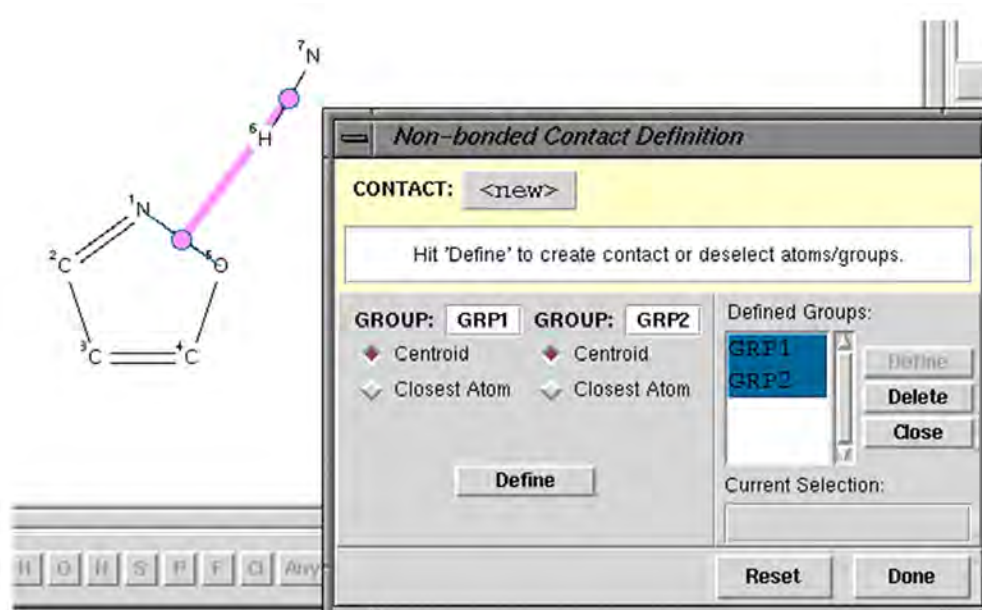 7N
6H
1N
2C
5O
3C
4C
Non-bonded Contact Definition
CONTACT: <new>
Hit 'Define' to create contact or deselect atoms/groups.
GROUP: GRP1 GROUP: GRP2
Centroid Centroid
Closest Atom Closest Atom
Define
Defined Groups:
GRP1
GRP2
Define
Delete
Close
Current Selection:
H O N S P F Cl Any
Reset Done